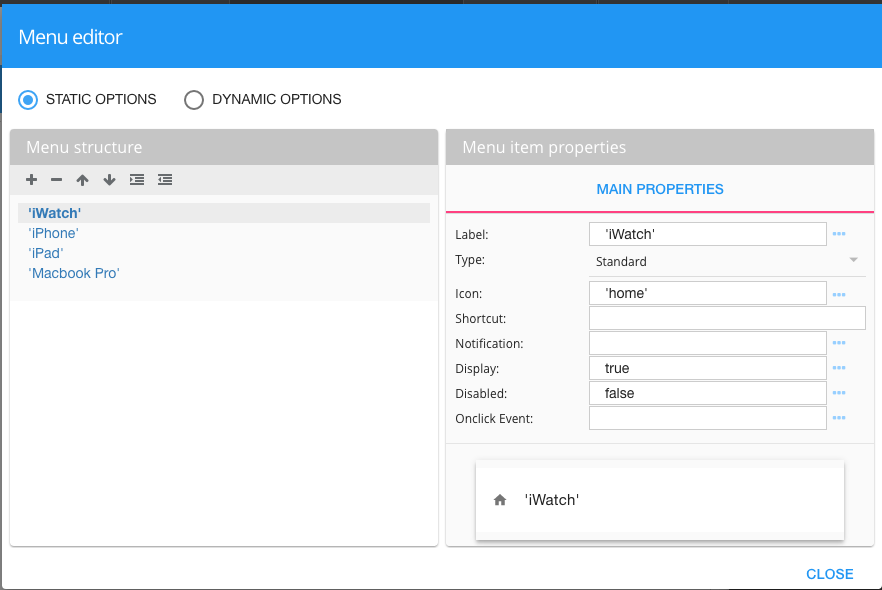 Menu editor
STATIC OPTIONS DYNAMIC OPTIONS
Menu structure
'iWatch'
'iPhone'
'iPad'
'Macbook Pro'
Menu item properties
MAIN PROPERTIES
Label: 'iWatch'
Type: Standard
Icon: 'home'
Shortcut:
Notification:
Display: true
Disabled: false
Onclick Event:
'iWatch'
CLOSE